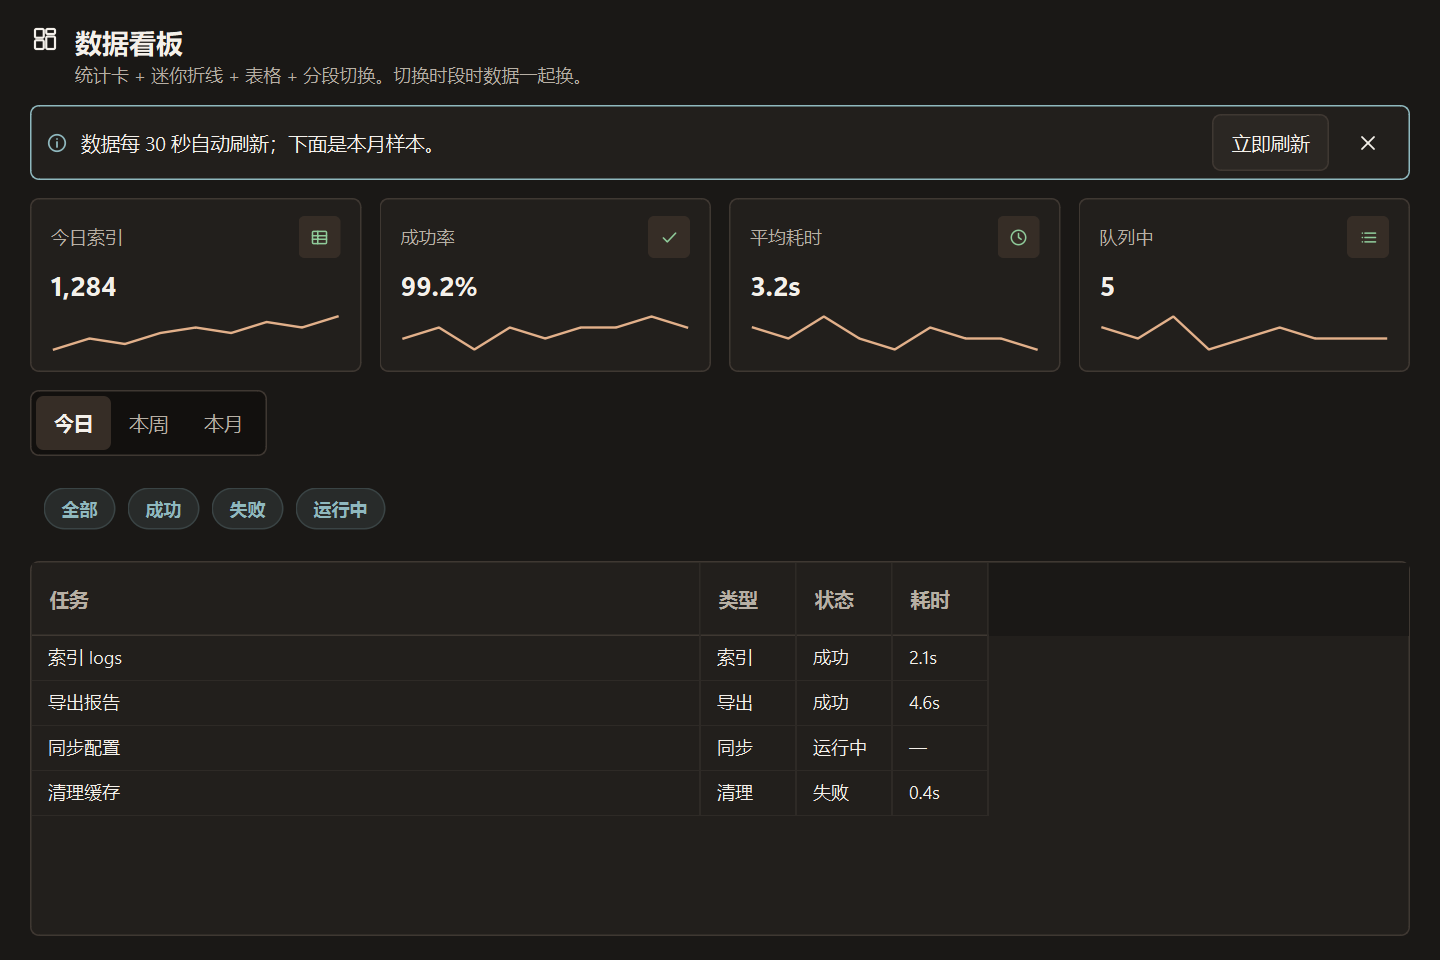 数据看板
统计卡 + 迷你折线 + 表格 + 分段切换。切换时段时数据一起换。
数据每 30 秒自动刷新；下面是本月样本。 立即刷新
今日索引 成功率 平均耗时 队列中
1,284 99.2% 3.2s 5
今日 本周 本月
全部 成功 失败 运行中
任务 类型 状态 耗时
索引 logs 索引 成功 2.1s
导出报告 导出 成功 4.6s
同步配置 同步 运行中 —
清理缓存 清理 失败 0.4s